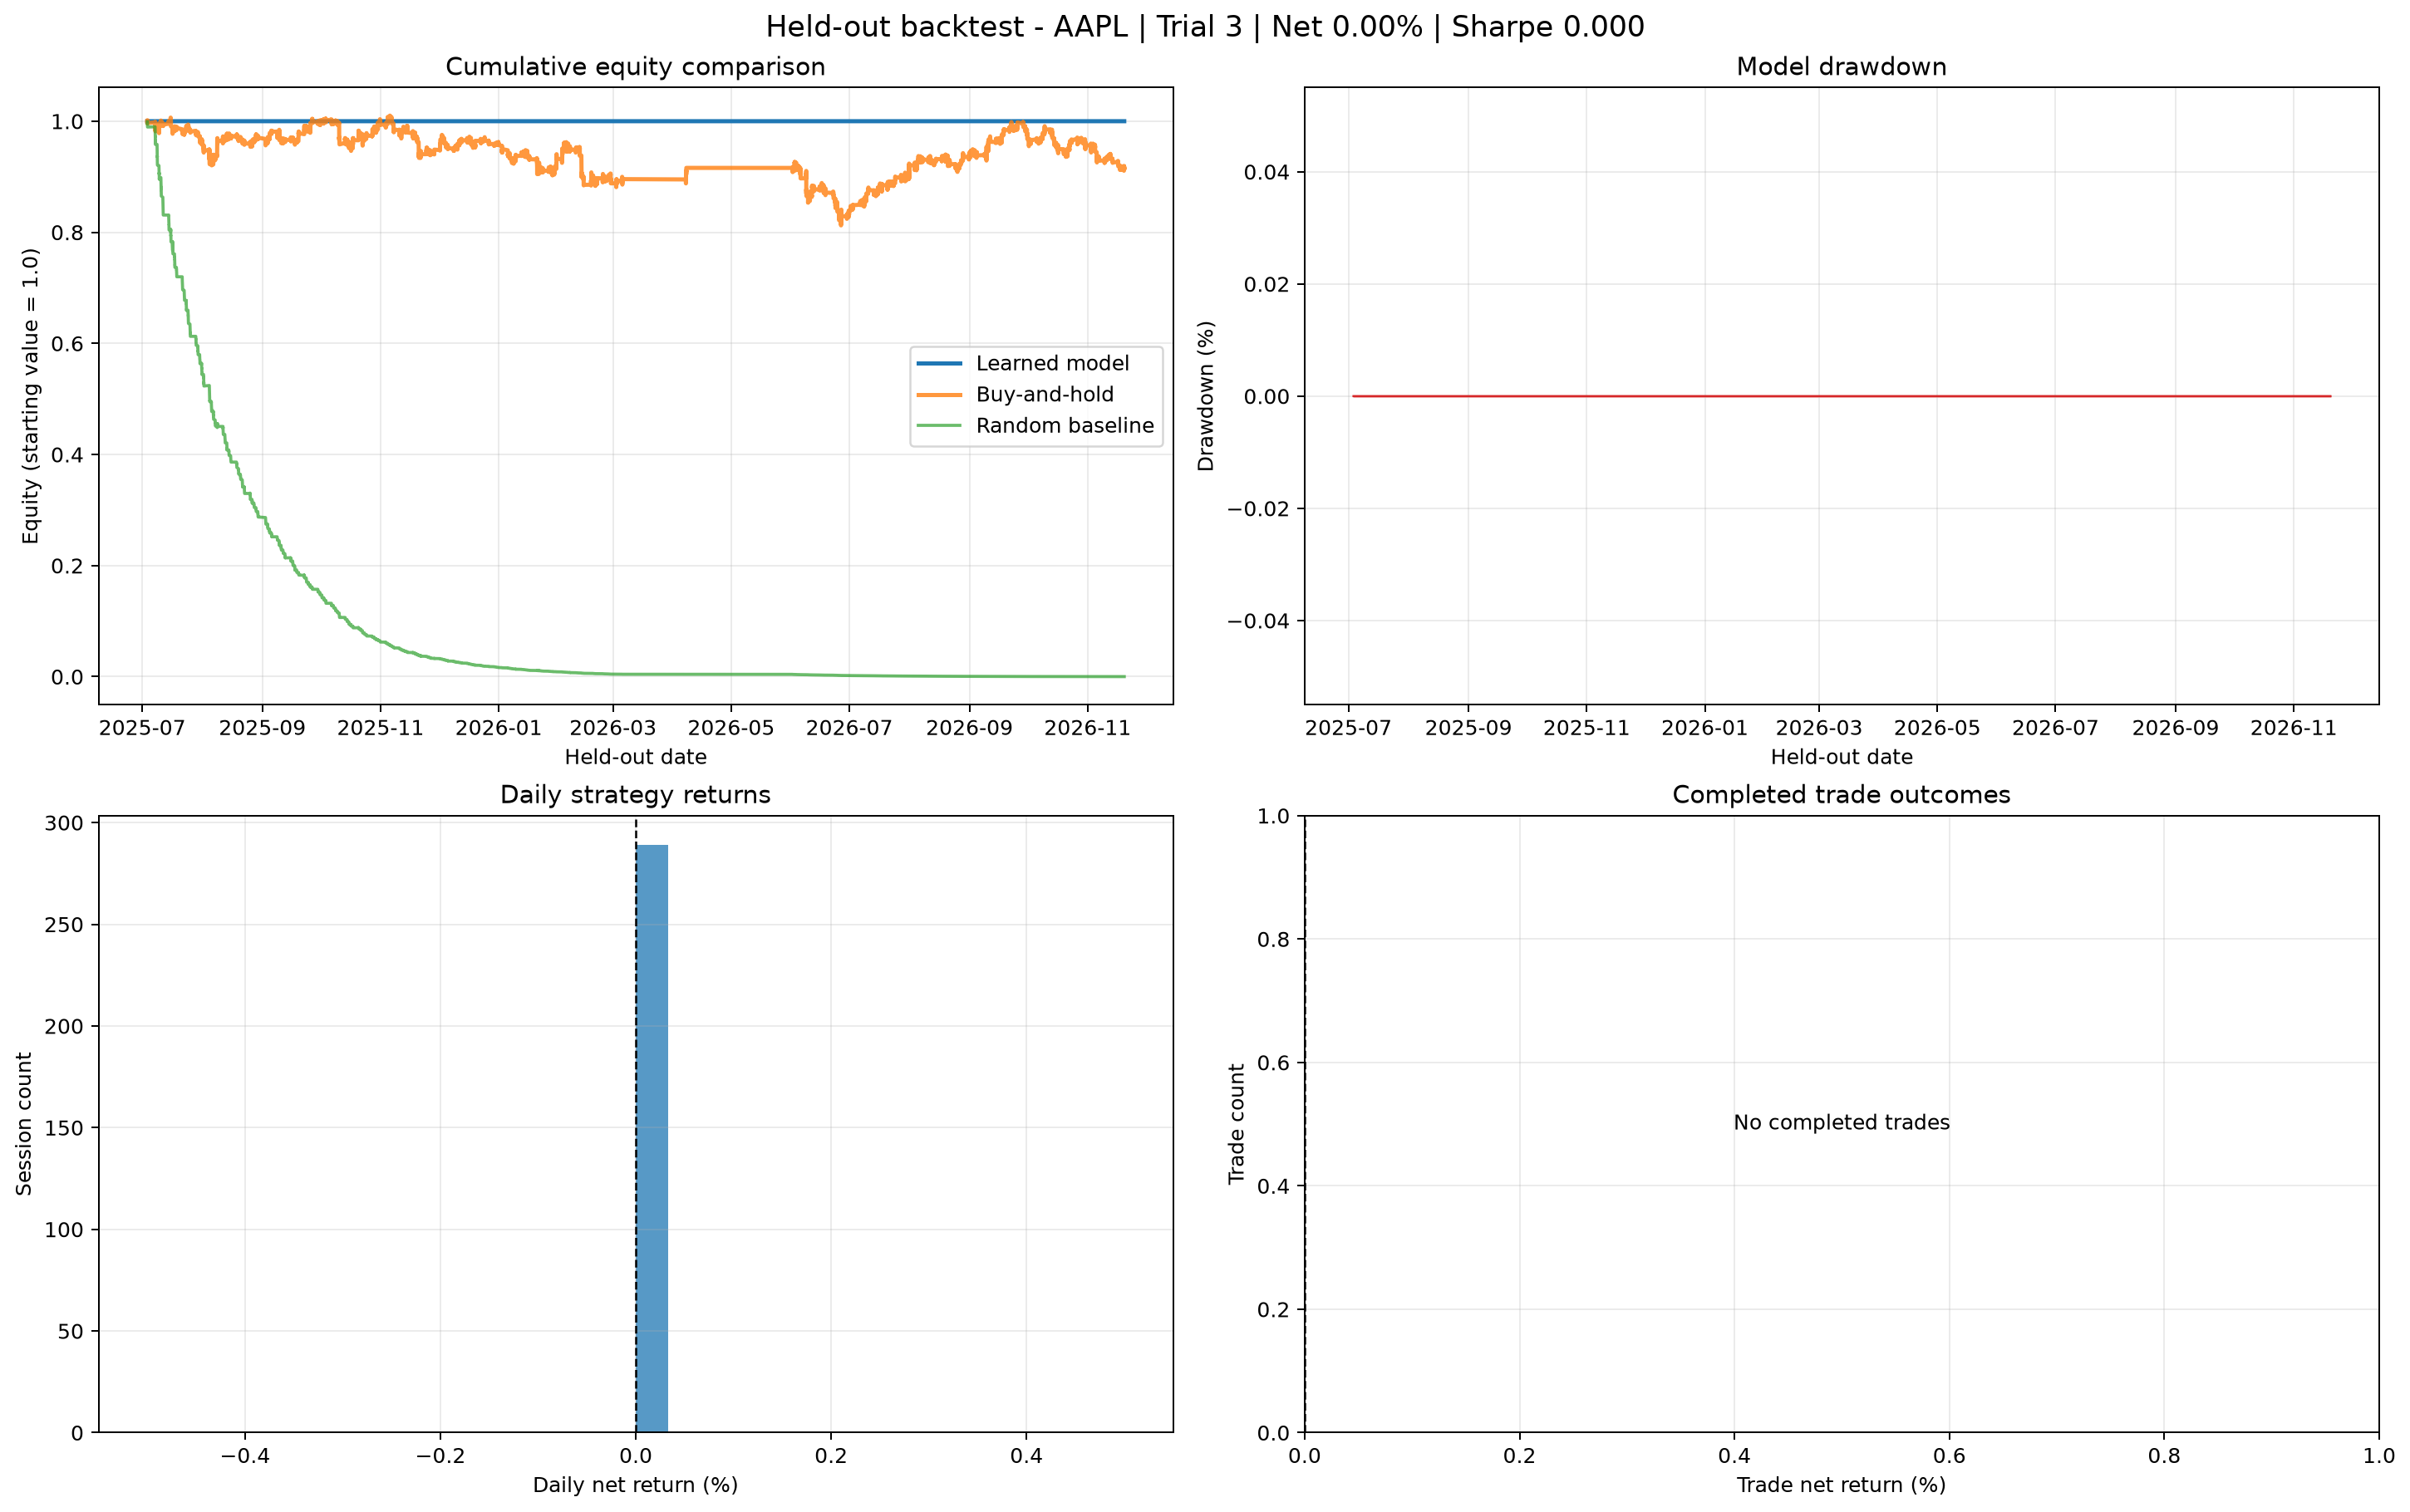 Held-out backtest - AAPL | Trial 3 | Net 0.00% | Sharpe 0.000
Cumulative equity comparison
Equity (starting value = 1.0)
1.0
0.8
0.6
0.4
0.2
0.0
Learned model
Buy-and-hold
Random baseline
2025-07 2025-09 2025-11 2026-01 2026-03 2026-05 2026-07 2026-09 2026-11
Held-out date
Model drawdown
Drawdown (%)
0.04
0.02
0.00
−0.02
−0.04
2025-07 2025-09 2025-11 2026-01 2026-03 2026-05 2026-07 2026-09 2026-11
Held-out date
Daily strategy returns
Session count
300
250
200
150
100
50
0
−0.4 −0.2 0.0 0.2 0.4
Daily net return (%)
Completed trade outcomes
Trade count
1.0
0.8
0.6
0.4
0.2
0.0
No completed trades
0.0 0.2 0.4 0.6 0.8 1.0
Trade net return (%)